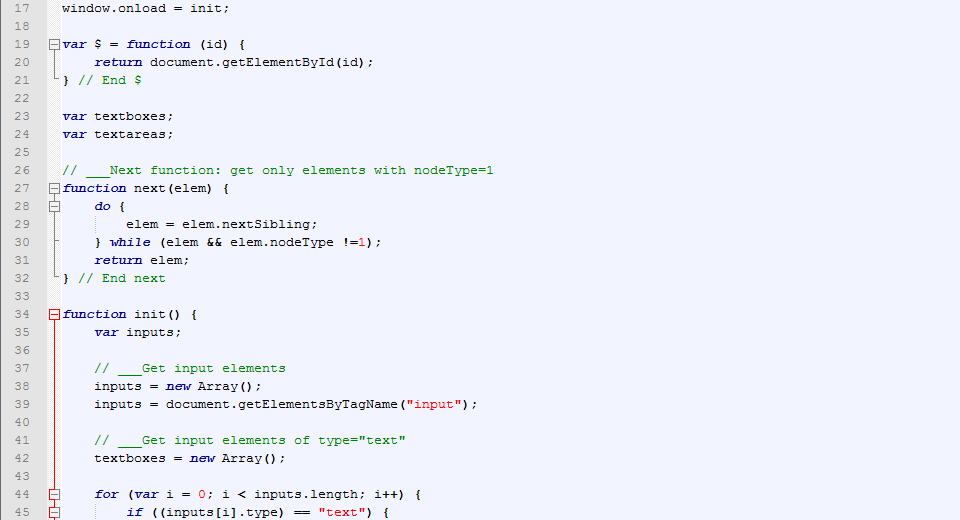 17 window.onload = init;
18
19 var $ = function (id) {
20 return document.getElementById(id);
21 } // End $
22
23 var textboxes;
24 var textareas;
25
26 // ___Next function: get only elements with nodeType=1
27 function next(elem) {
28 do {
29 elem = elem.nextSibling;
30 } while (elem && elem.nodeType !=1);
31 return elem;
32 } // End next
33
34 function init() {
35 var inputs;
36
37 // ___Get input elements
38 inputs = new Array();
39 inputs = document.getElementsByTagName("input");
40
41 // ___Get input elements of type="text"
42 textboxes = new Array();
43
44 for (var i = 0; i < inputs.length; i++) {
45 if ((inputs[i].type) == "text") {